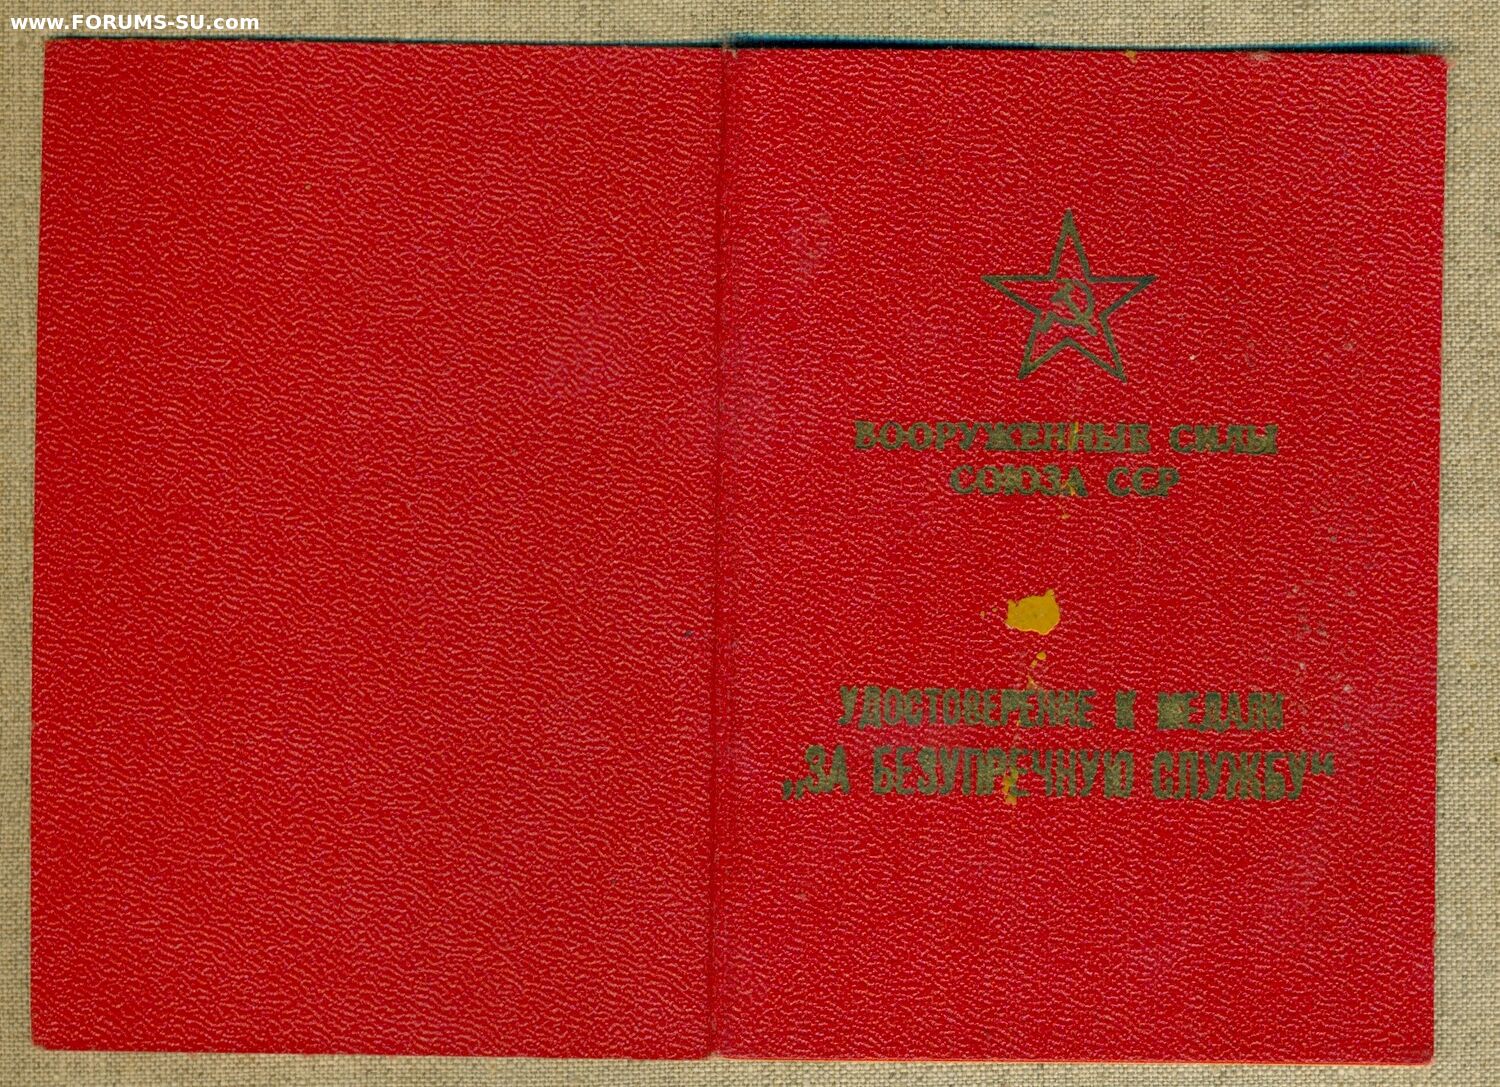 www.FORUMS-SU.com
ВООРУЖЕННЫЕ СИЛЫ
СОЮЗА ССР
УДОСТОВЕРЕНИЕ К МЕДАЛИ
„ЗА БЕЗУПРЕЧНУЮ СЛУЖБУ“